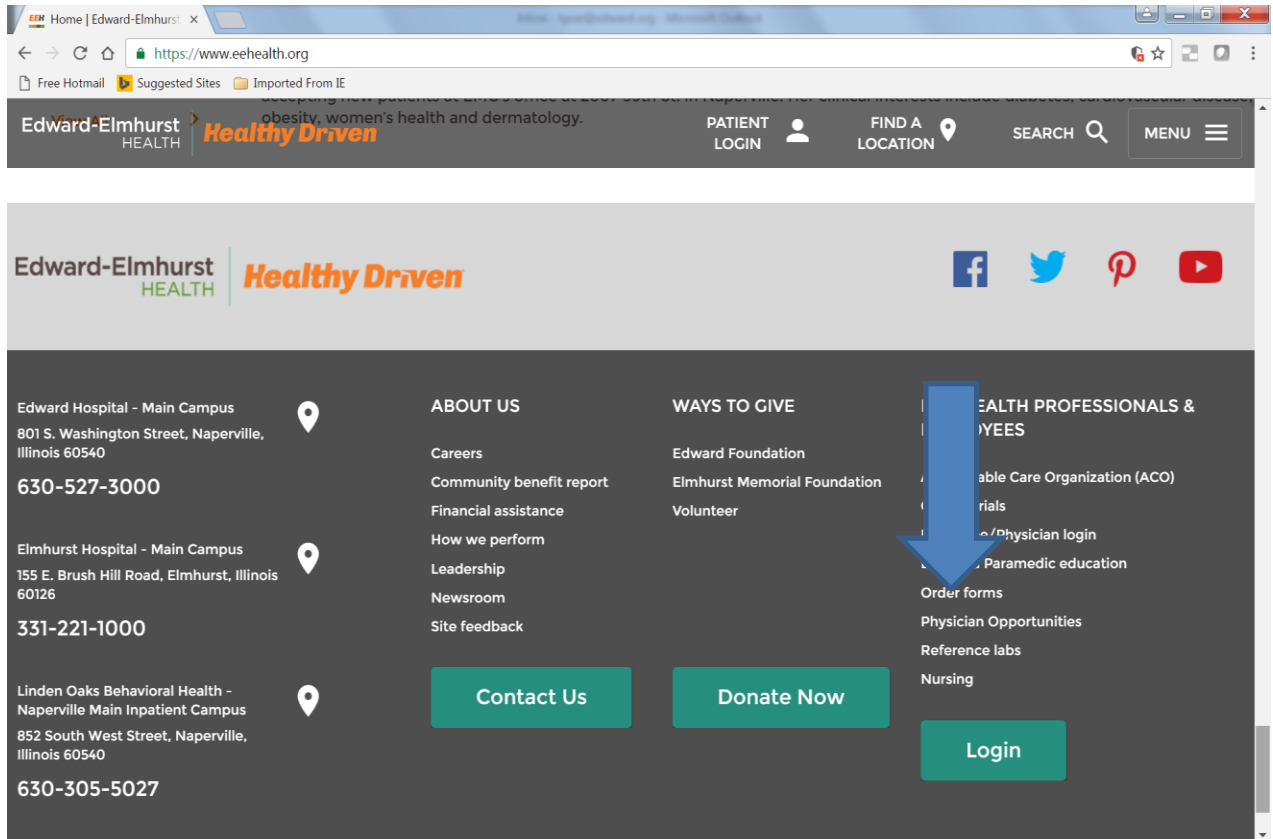 Home | Edward-Elmhurst
https://www.eehealth.org
Free Hotmail
Suggested Sites
Imported From IE
obesity, women's health and dermatology.
Edward-Elmhurst
HEALTH
Healthy Driven
PATIENT
LOGIN
FIND A
LOCATION
SEARCH
MENU
Edward-Elmhurst
HEALTH
Healthy Driven
Edward Hospital - Main Campus
801 S. Washington Street, Naperville,
Illinois 60540
630-527-3000
Elmhurst Hospital - Main Campus
155 E. Brush Hill Road, Elmhurst, Illinois
60126
331-221-1000
Linden Oaks Behavioral Health -
Naperville Main Inpatient Campus
852 South West Street, Naperville,
Illinois 60540
630-305-5027
ABOUT US
Careers
Community benefit report
Financial assistance
How we perform
Leadership
Newsroom
Site feedback
Contact Us
WAYS TO GIVE
Edward Foundation
Elmhurst Memorial Foundation
Volunteer
Donate Now
PROFESSIONALS &
Care Organization (ACO)
/Physician login
Paramedic education
Order forms
Physician Opportunities
Reference labs
Nursing
Login